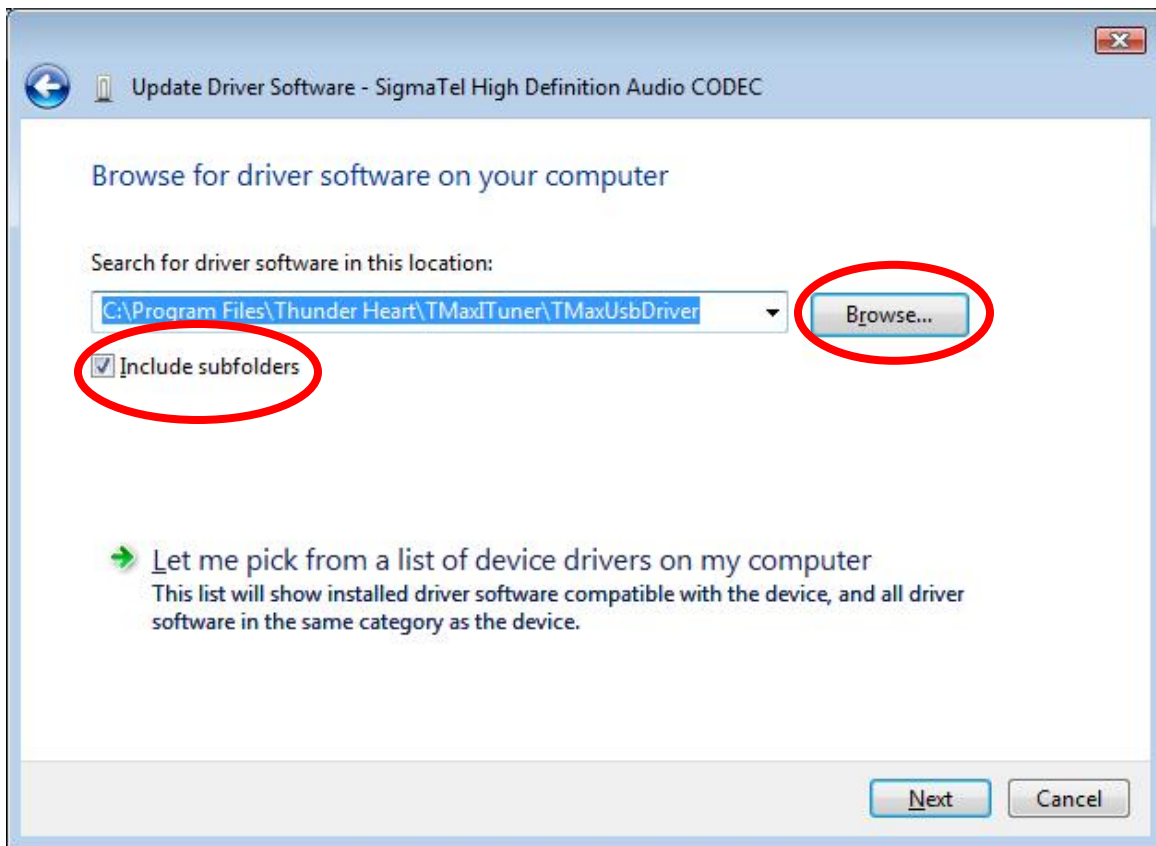 Update Driver Software - SigmaTel High Definition Audio CODEC
Browse for driver software on your computer
Search for driver software in this location:
C:\Program Files\Thunder Heart\TMaxITuner\TMaxUsbDriver
Browse...
Include subfolders
Let me pick from a list of device drivers on my computer
This list will show installed driver software compatible with the device, and all driver
software in the same category as the device.
Next Cancel